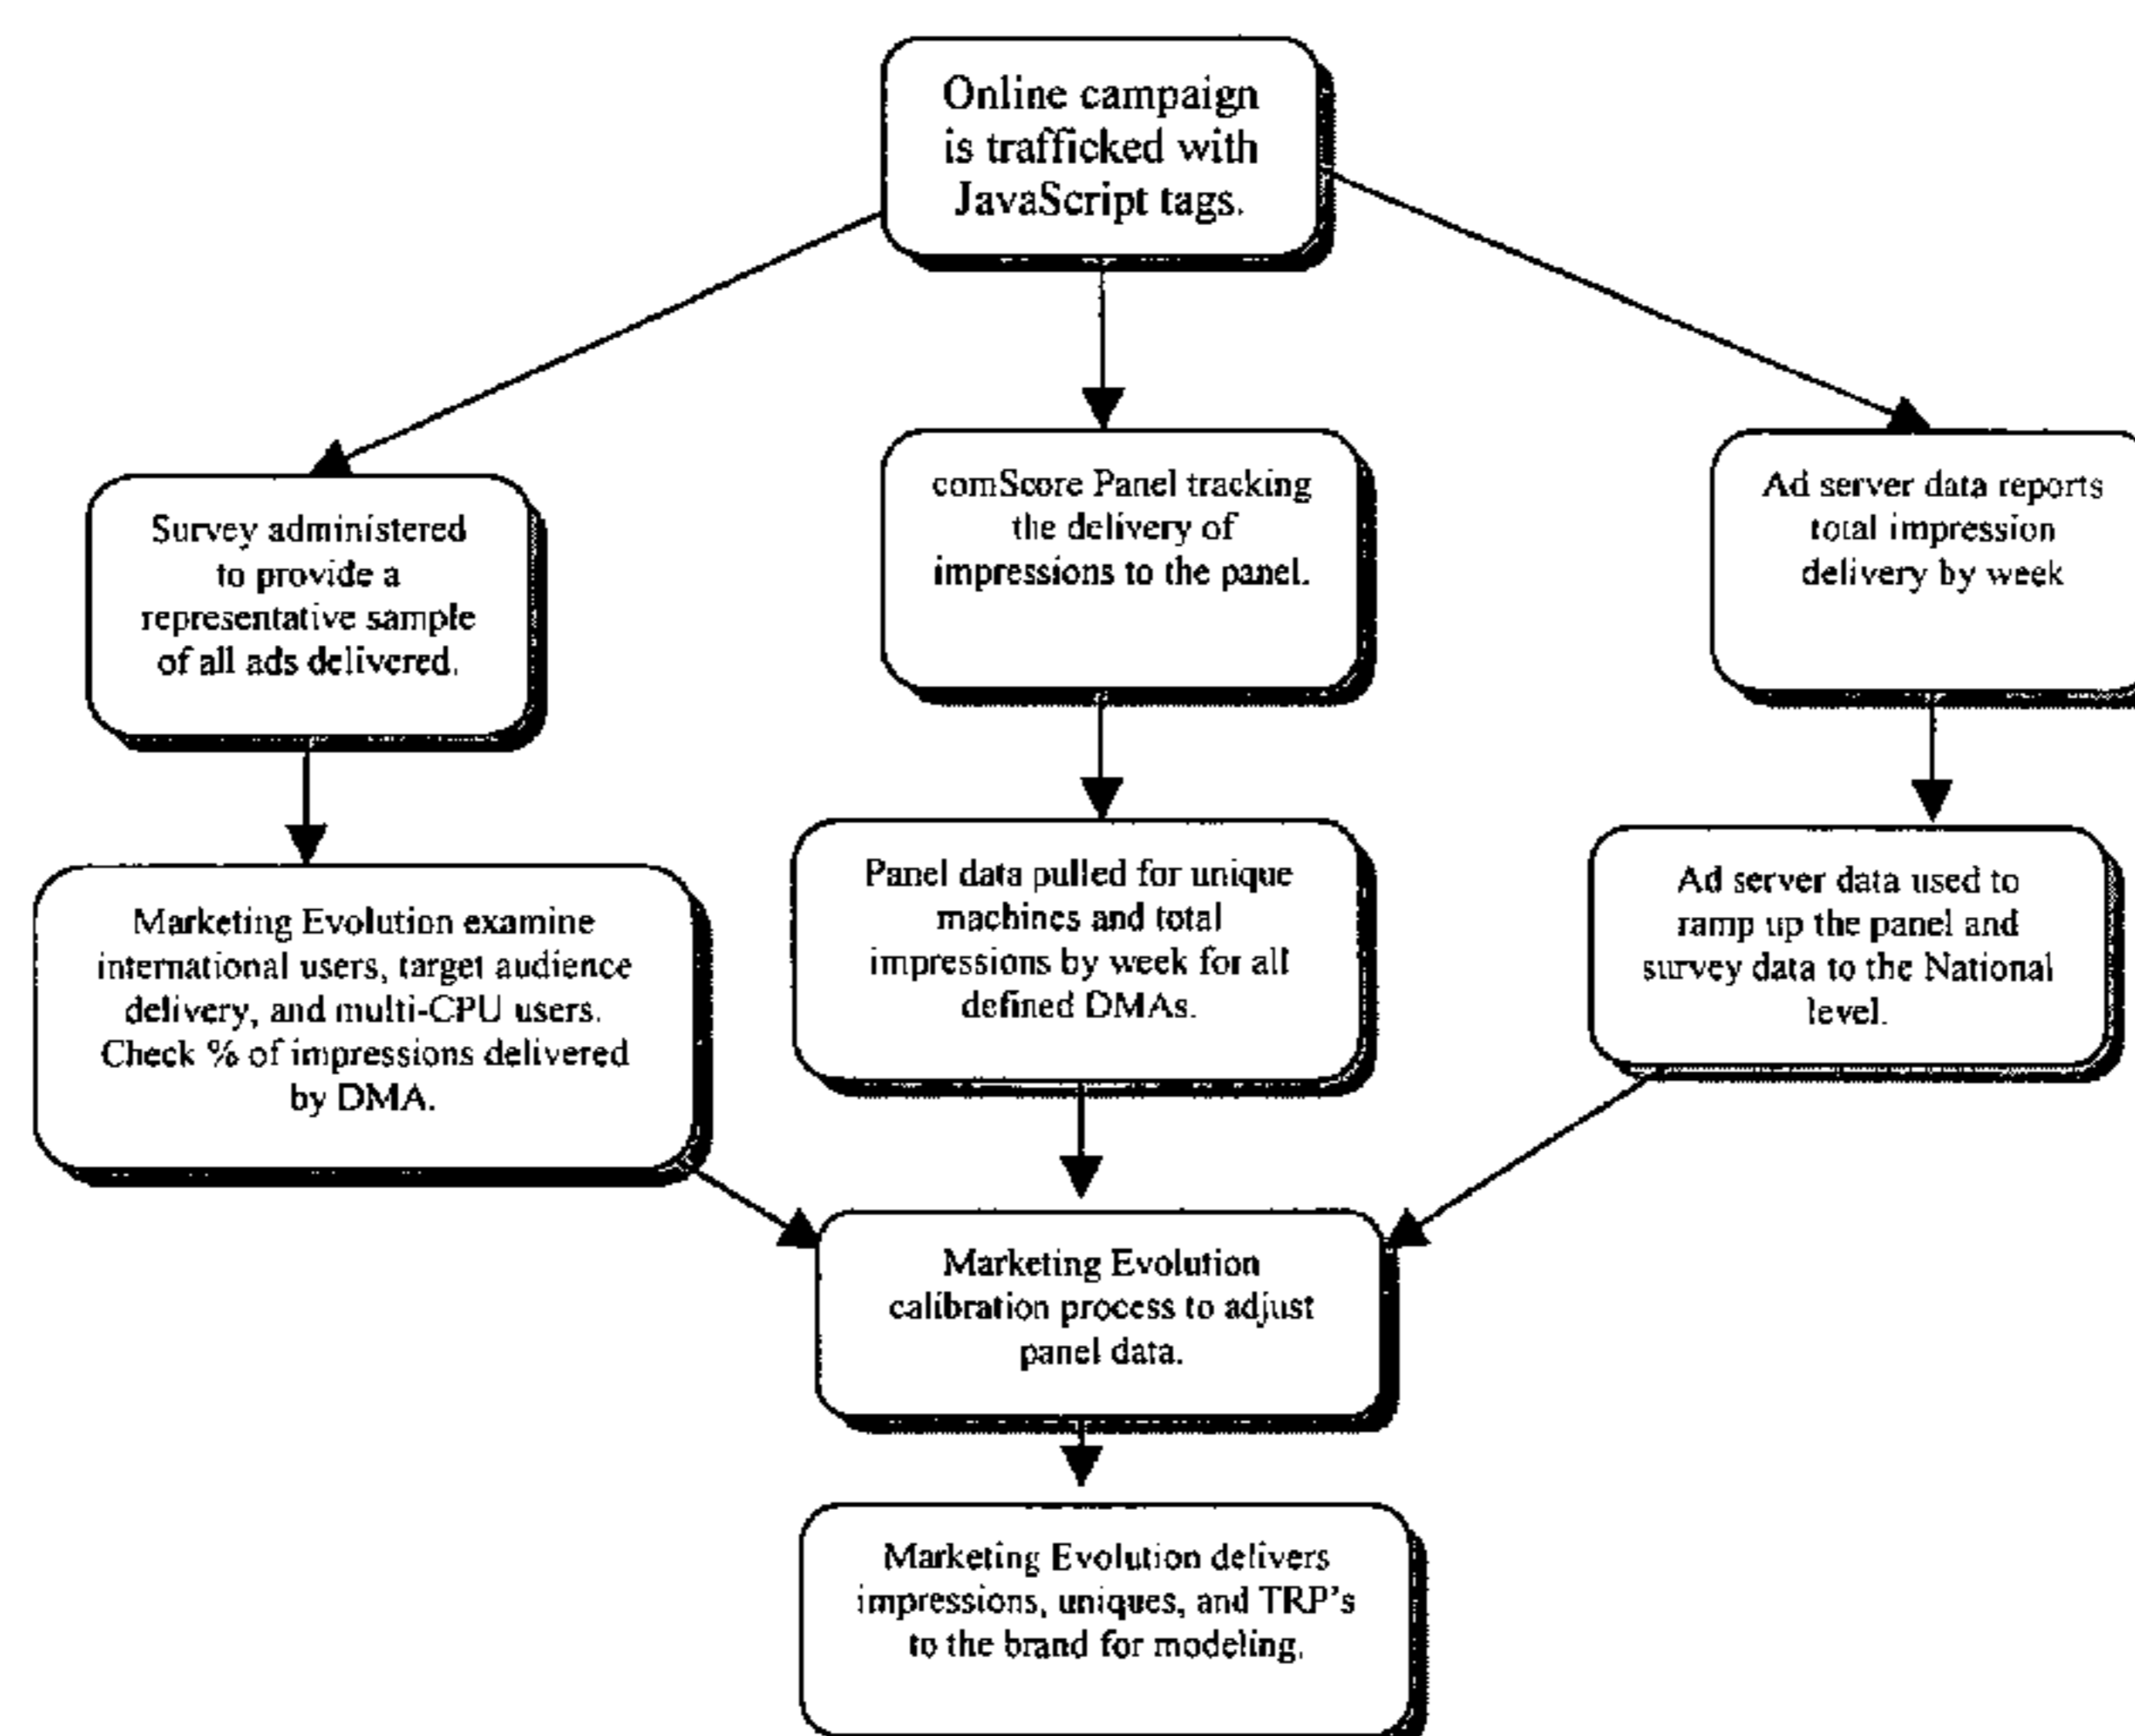 Online campaign
is trafficked with
JavaScript tags.
Survey administered
to provide a
representative sample
of all ads delivered.
comScore Panel tracking
the delivery of
impressions to the panel.
Ad server data reports
total impression
delivery by week
Marketing Evolution examine
international users, target audience
delivery, and multi-CPU users.
Check % of impressions delivered
by DMA.
Panel data pulled for unique
machines and total
impressions by week for all
defined DMAs.
Ad server data used to
ramp up the panel and
survey data to the National
level.
Marketing Evolution
calibration process to adjust
panel data.
Marketing Evolution delivers
impressions, uniques, and TRP's
to the brand for modeling.